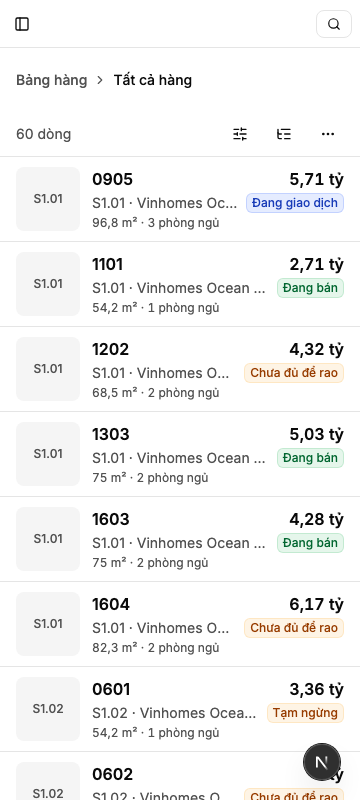 Bảng hàng > Tất cả hàng
60 dòng
S1.01
0905
5,71 tỷ
S1.01 · Vinhomes Oc...
Đang giao dịch
96,8 m² · 3 phòng ngủ
S1.01
1101
2,71 tỷ
S1.01 · Vinhomes Ocean ...
Đang bán
54,2 m² · 1 phòng ngủ
S1.01
1202
4,32 tỷ
S1.01 · Vinhomes O...
Chưa đủ để rao
68,5 m² · 2 phòng ngủ
S1.01
1303
5,03 tỷ
S1.01 · Vinhomes Ocean ...
Đang bán
75 m² · 2 phòng ngủ
S1.01
1603
4,28 tỷ
S1.01 · Vinhomes Ocean ...
Đang bán
75 m² · 2 phòng ngủ
S1.01
1604
6,17 tỷ
S1.01 · Vinhomes O...
Chưa đủ để rao
82,3 m² · 2 phòng ngủ
S1.02
0601
3,36 tỷ
S1.02 · Vinhomes Ocea...
Tạm ngừng
54,2 m² · 1 phòng ngủ
S1.02
0602
tỷ
S1.02 · Vinhomes O...
Chưa đủ để rao
N